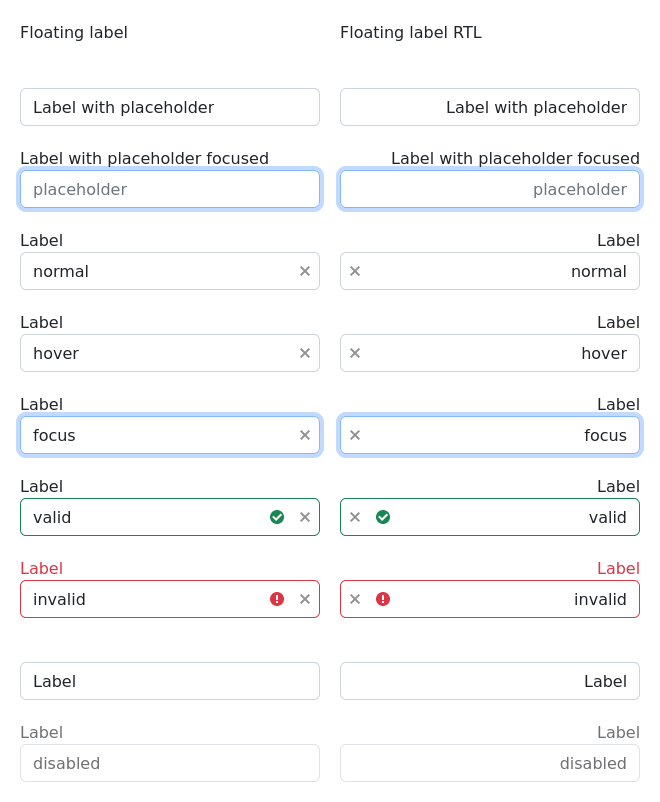 Floating label
Floating label RTL
Label with placeholder
Label with placeholder
Label with placeholder focused
Label with placeholder focused
placeholder
placeholder
Label
Label
normal
normal
Label
Label
hover
hover
Label
Label
focus
focus
Label
Label
valid
valid
Label
Label
invalid
invalid
Label
Label
Label
Label
disabled
disabled